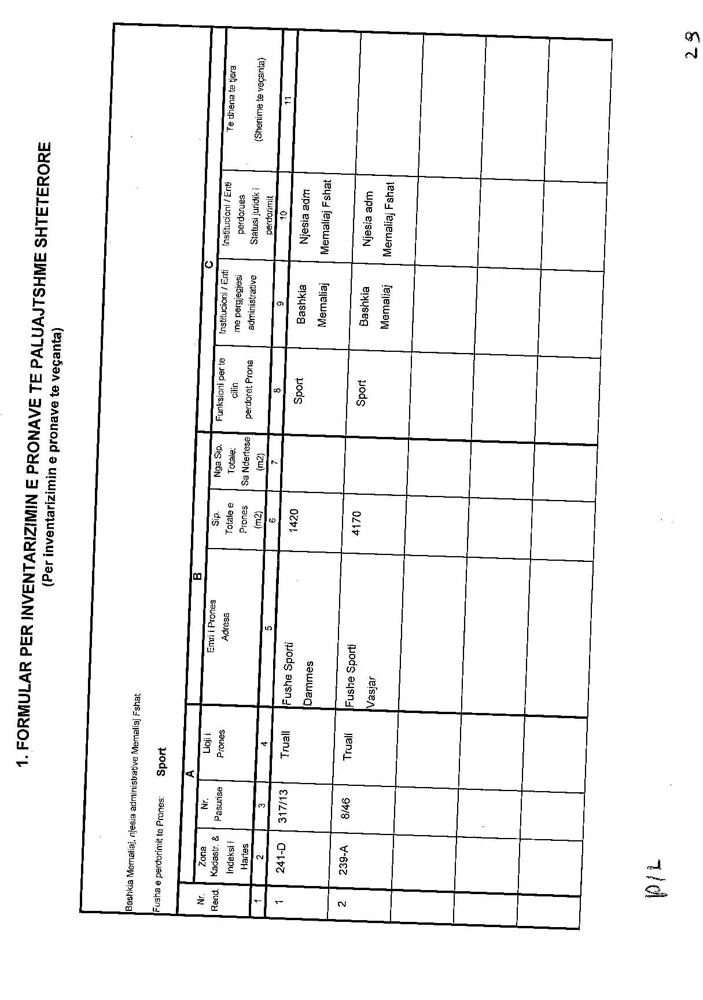 1. FORMULAR PER INVENTARIZIMIN E PRONAVE TE PALUAJTSHME SHTETERORE
(Per inventarizimin e pronave te veçanta)
Bashkia Memaliaj, njesia administrative Memaliaj Fshat
Fusha e perdorimit te Prones: Sport
A B C
Nr. Rend.
Zona Kadastr. & Indeksi i Hartes
Nr. Pasurise
Lloji i Prones
Emri i Prones Adresa
Sip. Totale e Prones (m2)
Nga Sip. Totale: Sa Ndertese (m2)
Funksioni per te cilin perdoret Prona
Institucioni / Enti me pergjegjesi administrative
Institucioni / Enti perdorues Statusi juridik i perdorimit
Te dhena te tjera (Shenime te veçanta)
1 2 3 4 5 6 7 8 9 10 11
1 241-D 317/13 Truall Fushe Sporti Dammes 1420 Sport Bashkia Memaliaj Njesia adm Memaliaj Fshat
2 239-A 8/46 Truall Fushe Sporti Vasjar 4170 Sport Bashkia Memaliaj Njesia adm Memaliaj Fshat